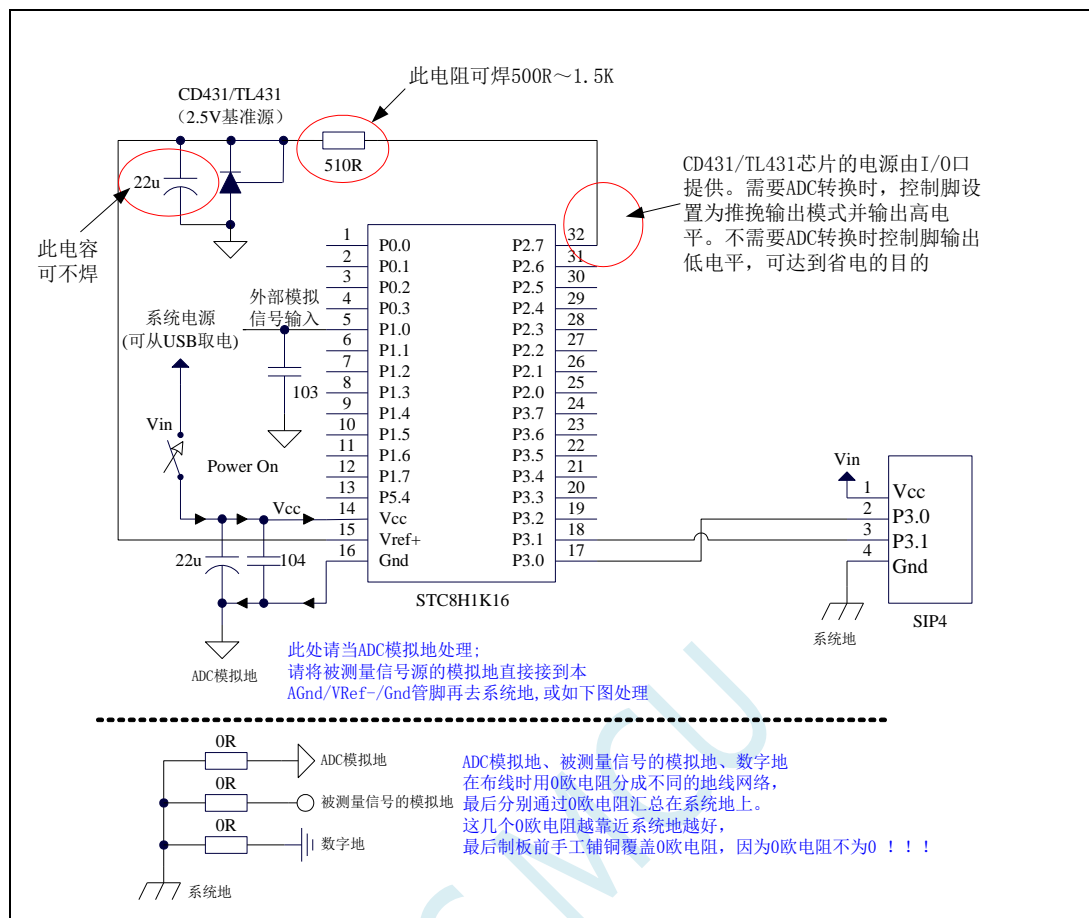 此电阻可焊500R～1.5K
CD431/TL431
（2.5V基准源）
510R
22u
此电容
可不焊
CD431/TL431芯片的电源由I/O口
提供。需要ADC转换时，控制脚设
置为推挽输出模式并输出高电
平。不需要ADC转换时控制脚输出
低电平，可达到省电的目的
1 P0.0 P2.7 32
2 P0.1 P2.6 31
3 P0.2 P2.5 30
4 P0.3 P2.4 29
5 P1.0 P2.3 28
6 P1.1 P2.2 27
7 P1.2 P2.1 26
8 P1.3 P2.0 25
9 P1.4 P3.7 24
10 P1.5 P3.6 23
11 P1.6 P3.5 22
12 P1.7 P3.4 21
13 P5.4 P3.3 20
14 Vcc P3.2 19
15 Vref+ P3.1 18
16 Gnd P3.0 17
STC8H1K16
外部模拟
信号输入
103
系统电源
(可从USB取电)
Vin
Power On
Vcc
22u
104
ADC模拟地
Vin
1 Vcc
2 P3.0
3 P3.1
4 Gnd
SIP4
系统地
此处请当ADC模拟地处理;
请将被测量信号源的模拟地直接接到本
AGnd/VRef-/Gnd管脚再去系统地,或如下图处理
0R
ADC模拟地
0R
被测量信号的模拟地
0R
数字地
系统地
ADC模拟地、被测量信号的模拟地、数字地
在布线时用0欧电阻分成不同的地线网络，
最后分别通过0欧电阻汇总在系统地上。
这几个0欧电阻越靠近系统地越好，
最后制板前手工铺铜覆盖0欧电阻，因为0欧电阻不为0 ！！！